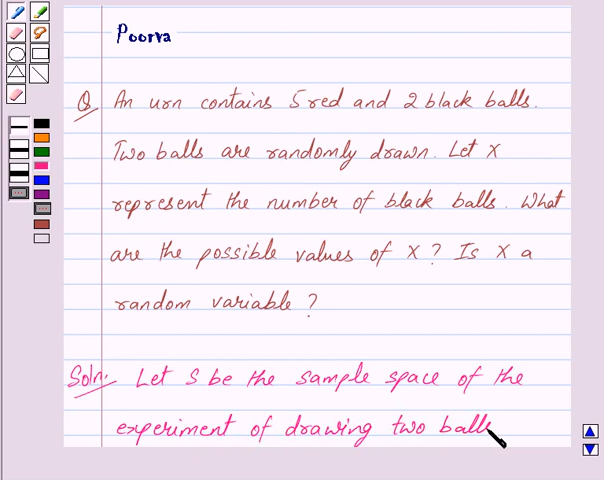 Poorva
Q An urn contains 5 red and 2 black balls.
Two balls are randomly drawn. Let X
represent the number of black balls. What
are the possible values of X? Is X a
random variable?
Soln: Let S be the sample space of the
experiment of drawing two balls